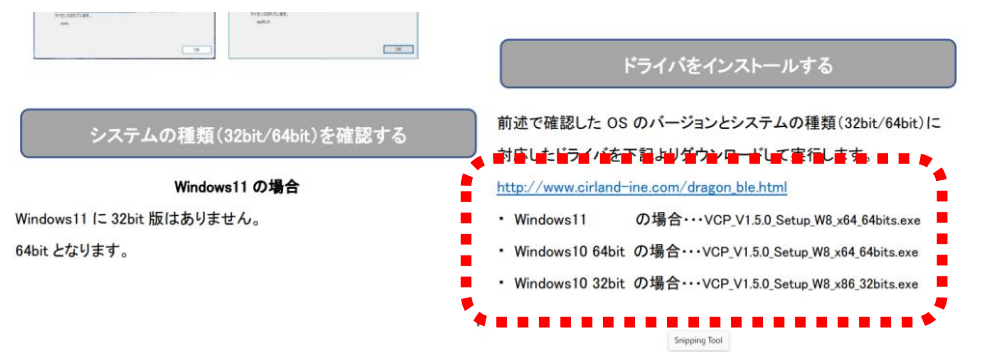 OK
OK
システムの種類(32bit/64bit)を確認する
Windows11 の場合
Windows11 に 32bit 版はありません。
64bit となります。
ドライバをインストールする
前述で確認した OS のバージョンとシステムの種類(32bit/64bit)に
対応したドライバを下記よりダウンロードして実行します。
http://www.cirland-ine.com/dragon_ble.html
・ Windows11 の場合・・・VCP_V1.5.0_Setup_W8_x64_64bits.exe
・ Windows10 64bit の場合・・・VCP_V1.5.0_Setup_W8_x64_64bits.exe
・ Windows10 32bit の場合・・・VCP_V1.5.0_Setup_W8_x86_32bits.exe
Snipping Tool